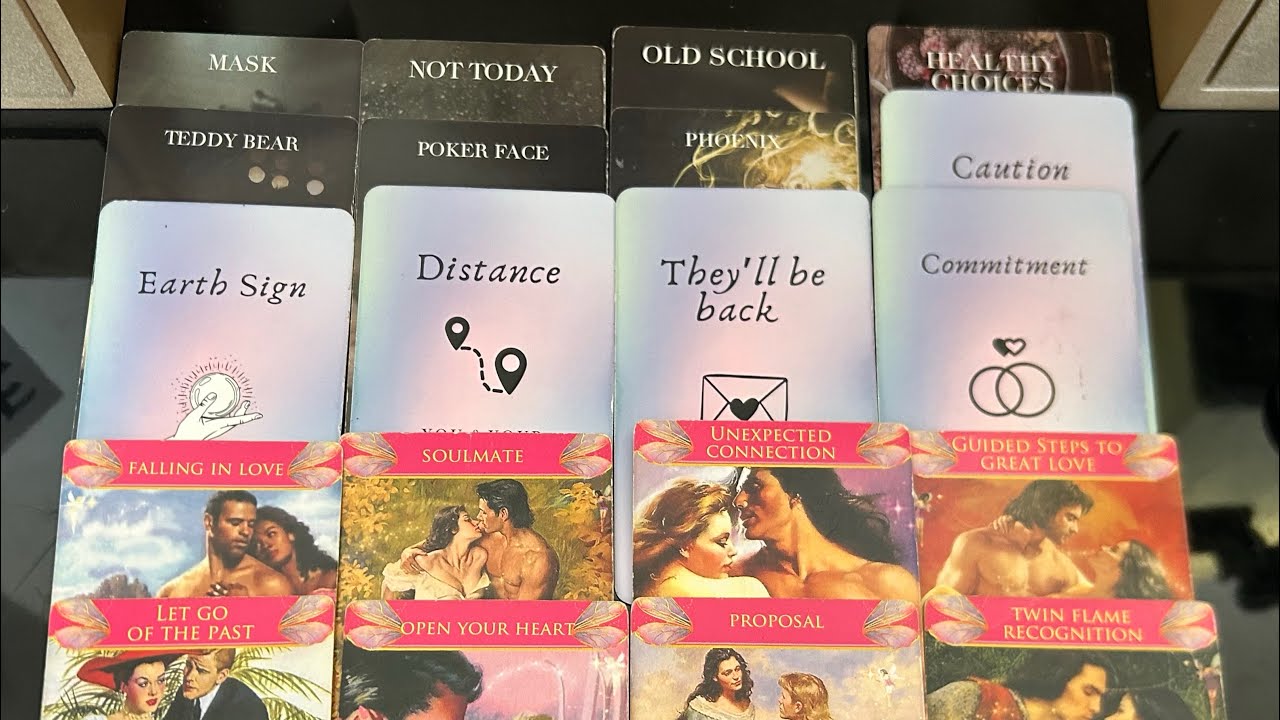 MASK
NOT TODAY
OLD SCHOOL
HEALTHY
CHOICES
TEDDY BEAR
POKER FACE
PHOENIX
Caution
Earth Sign
Distance
They'll be
back
Commitment
FALLING IN LOVE
SOULMATE
UNEXPECTED
CONNECTION
GUIDED STEPS TO
GREAT LOVE
LET GO
OF THE PAST
OPEN YOUR HEART
PROPOSAL
TWIN FLAME
RECOGNITION